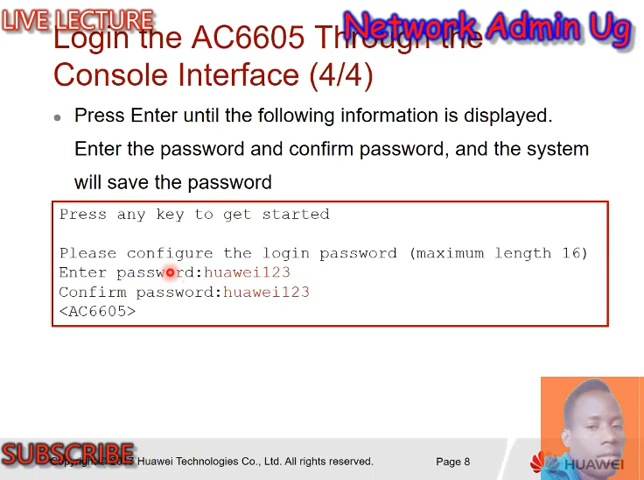 LIVE LECTURE
Network Admin Ug
Login the AC6605 Through the
Console Interface (4/4)
Press Enter until the following information is displayed.
Enter the password and confirm password, and the system
will save the password
Press any key to get started
Please configure the login password (maximum length 16)
Enter password:huawei123
Confirm password:huawei123
<AC6605>
SUBSCRIBE
Copyright © 2017 Huawei Technologies Co., Ltd. All rights reserved.
Page 8
HUAWEI